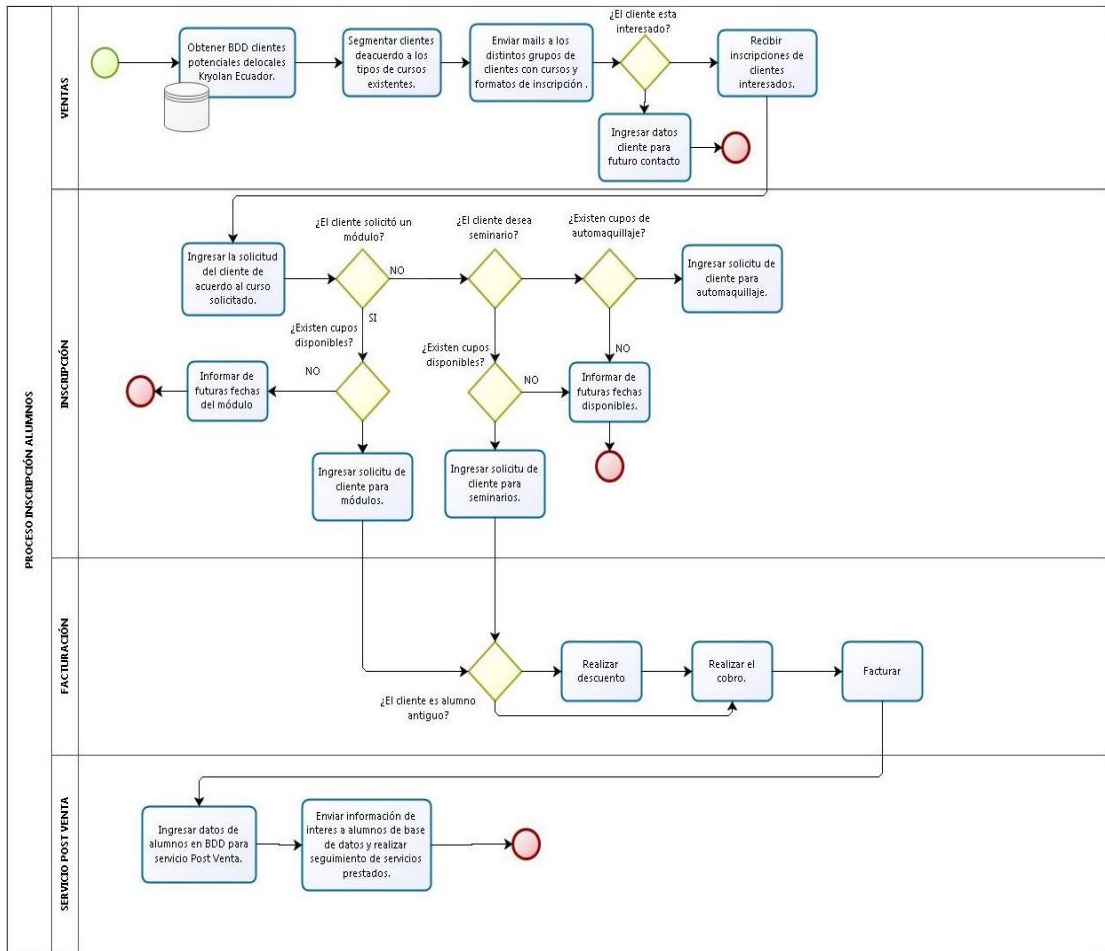 PROCESO INSCRIPCIÓN ALUMNOS
VENTAS
Obtener BDD clientes
potenciales delocales
Kryolan Ecuador.
Segmentar clientes
deacuerdo a los
tipos de cursos
existentes.
Enviar mails a los
distintos grupos de
clientes con cursos y
formatos de inscripción .
¿El cliente esta
interesado?
Recibir
inscripciones de
clientes
interesados.
Ingresar datos
cliente para
futuro contacto
INSCRIPCIÓN
Ingresar la solicitud
del cliente de
acuerdo al curso
solicitado.
¿El cliente solicitó un
módulo?
NO
SI
¿El cliente desea
seminario?
¿Existen cupos de
automaquillaje?
Ingresar solicitu de
cliente para
automaquillaje.
NO
¿Existen cupos
disponibles?
NO
Informar de
futuras fechas
del módulo
¿Existen cupos
disponibles?
NO
Informar de
futuras fechas
disponibles.
Ingresar solicitu de
cliente para
módulos.
Ingresar solicitu de
cliente para
seminarios.
FACTURACIÓN
¿El cliente es alumno
antiguo?
Realizar
descuento
Realizar el
cobro.
Facturar
SERVICIO POST VENTA
Ingresar datos de
alumnos en BDD para
servicio Post Venta.
Enviar información de
interes a alumnos de base
de datos y realizar
seguimiento de servicios
prestados.